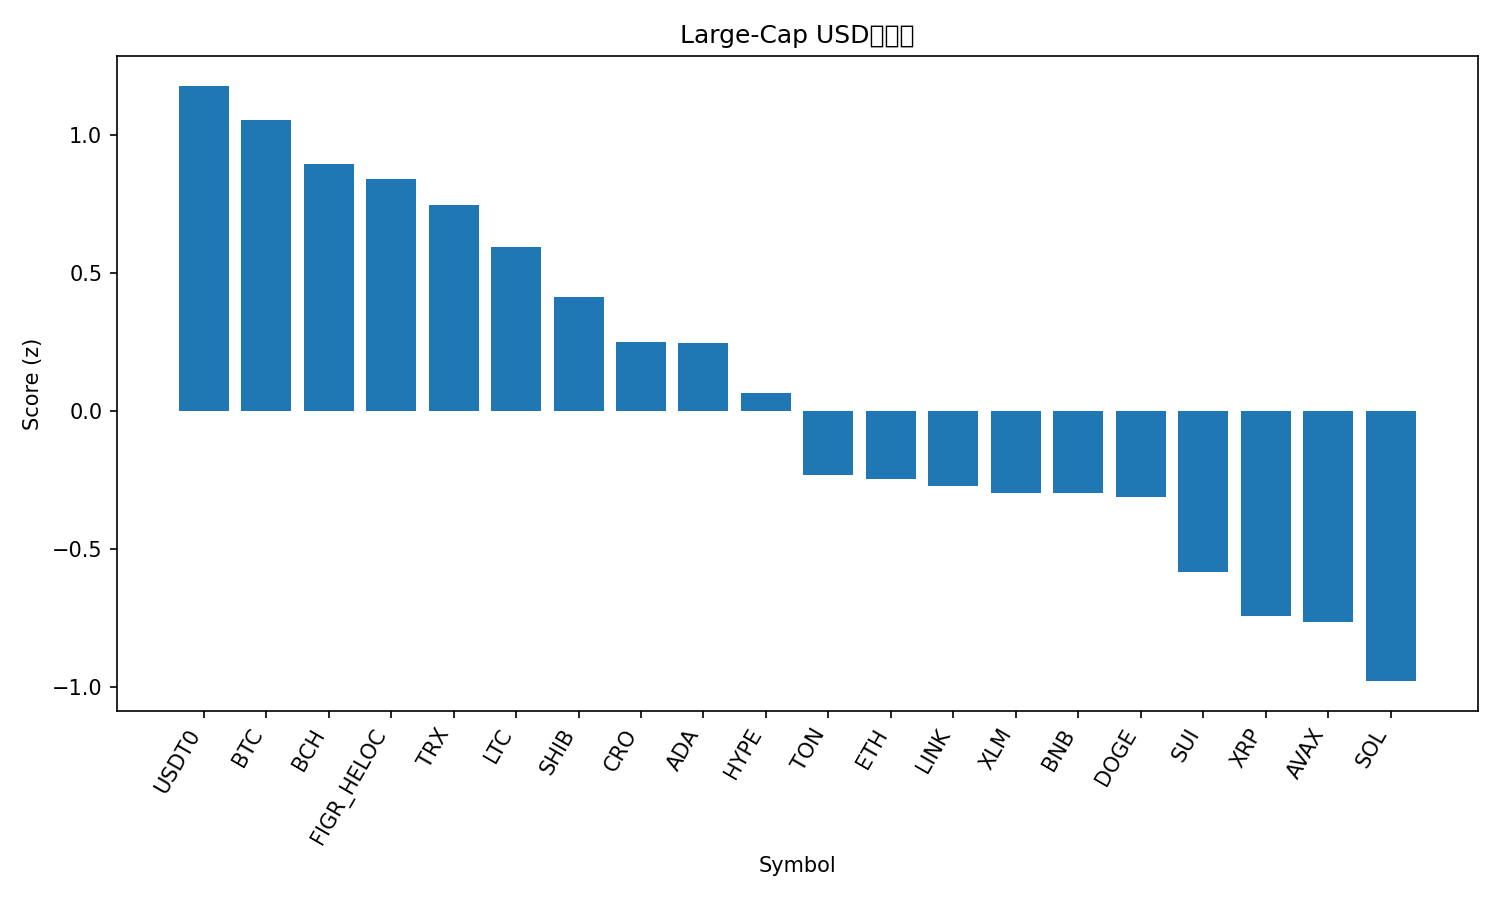 Large-Cap USD
Score (z)
1.0
0.5
0.0
−0.5
−1.0
USDT0
BTC
BCH
FIGR_HELOC
TRX
LTC
SHIB
CRO
ADA
HYPE
TON
ETH
LINK
XLM
BNB
DOGE
SUI
XRP
AVAX
SOL
Symbol